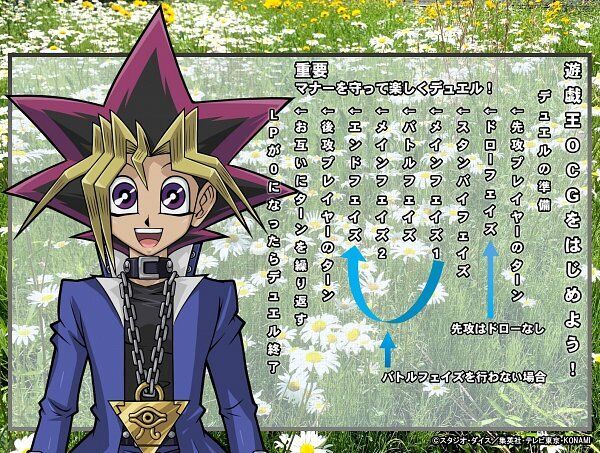 遊戯王OCGをはじめよう!
デュエルの準備
←先攻プレイヤーのターン
←ドローフェイズ
←スタンバイフェイズ
←メインフェイズ1
←バトルフェイズ
←メインフェイズ2
←エンドフェイズ
←後攻プレイヤーのターン
←お互いにターンを繰り返す
LPが0になったらデュエル終了
重要
マナーを守って楽しくデュエル!
先攻はドローなし
バトルフェイズを行わない場合
©スタジオ・ダイス/集英社・テレビ東京・KONAMI